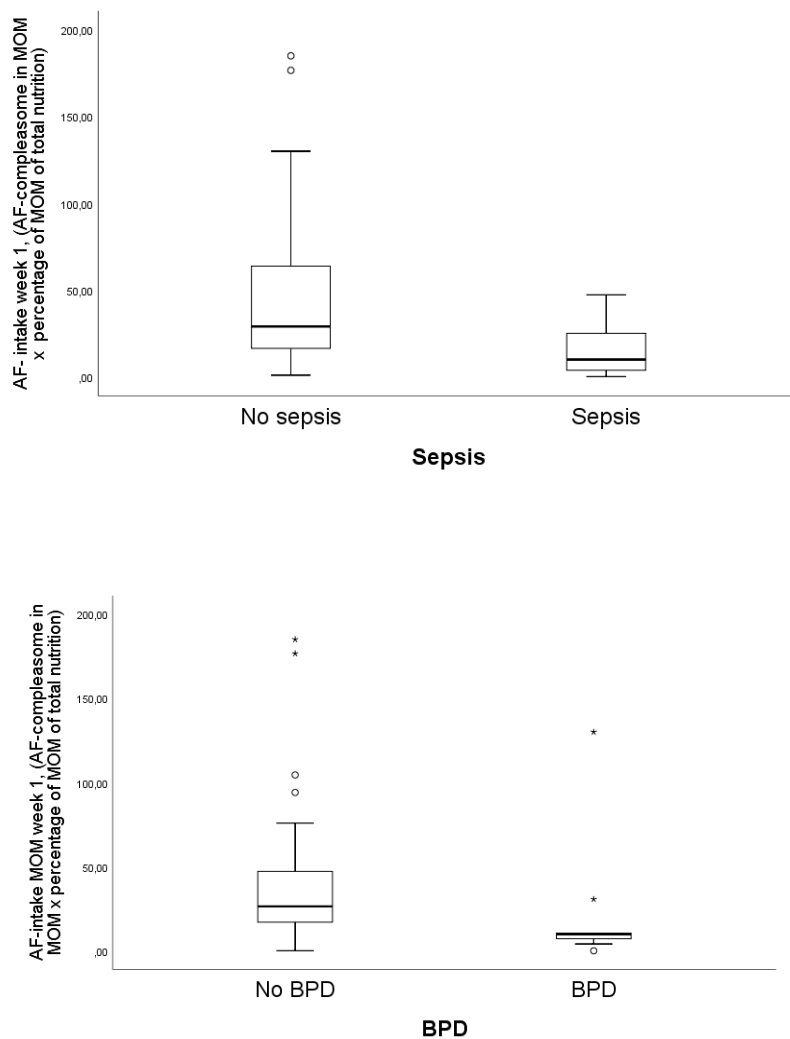 AF- intake week 1, (AF-compleasome in MOM
x percentage of MOM of total nutrition)
200,00
150,00
100,00
50,00
,00
No sepsis
Sepsis
Sepsis
AF-intake MOM week 1, (AF-compleasome in
MOM x percentage of MOM of total nutrition)
200,00
150,00
100,00
50,00
,00
No BPD
BPD
BPD